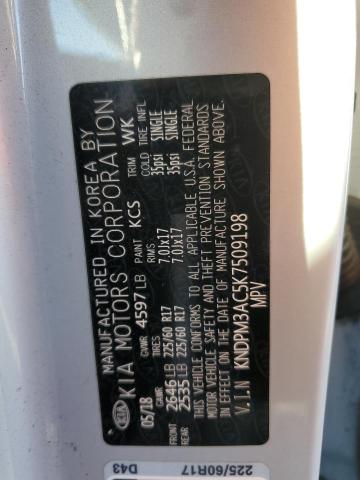 MANUFACTURED IN KOREA BY
KIA KIA MOTORS CORPORATION
05/18 GVWR 4597 LB PAINT KCS TRIM WK
GAWR TIRES RIMS COLD TIRE INFL
FRONT 2646 LB 225/60 R17 7.0Jx17 35psi SINGLE
REAR 2535 LB 225/60 R17 7.0Jx17 35psi SINGLE
THIS VEHICLE CONFORMS TO ALL APPLICABLE U.S.A. FEDERAL
MOTOR VEHICLE SAFETY AND THEFT PREVENTION STANDARDS
IN EFFECT ON THE DATE OF MANUFACTURE SHOWN ABOVE.
V.I.N KNDPM3AC5K7509198
MPV
225/60R17 D43